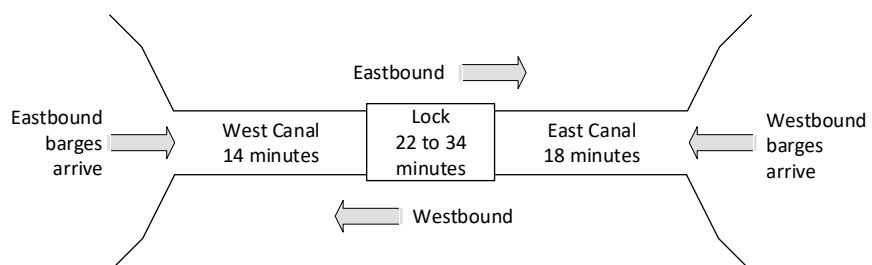 Eastbound
Eastbound
barges
arrive
West Canal
14 minutes
Lock
22 to 34
minutes
East Canal
18 minutes
Westbound
barges
arrive
Westbound